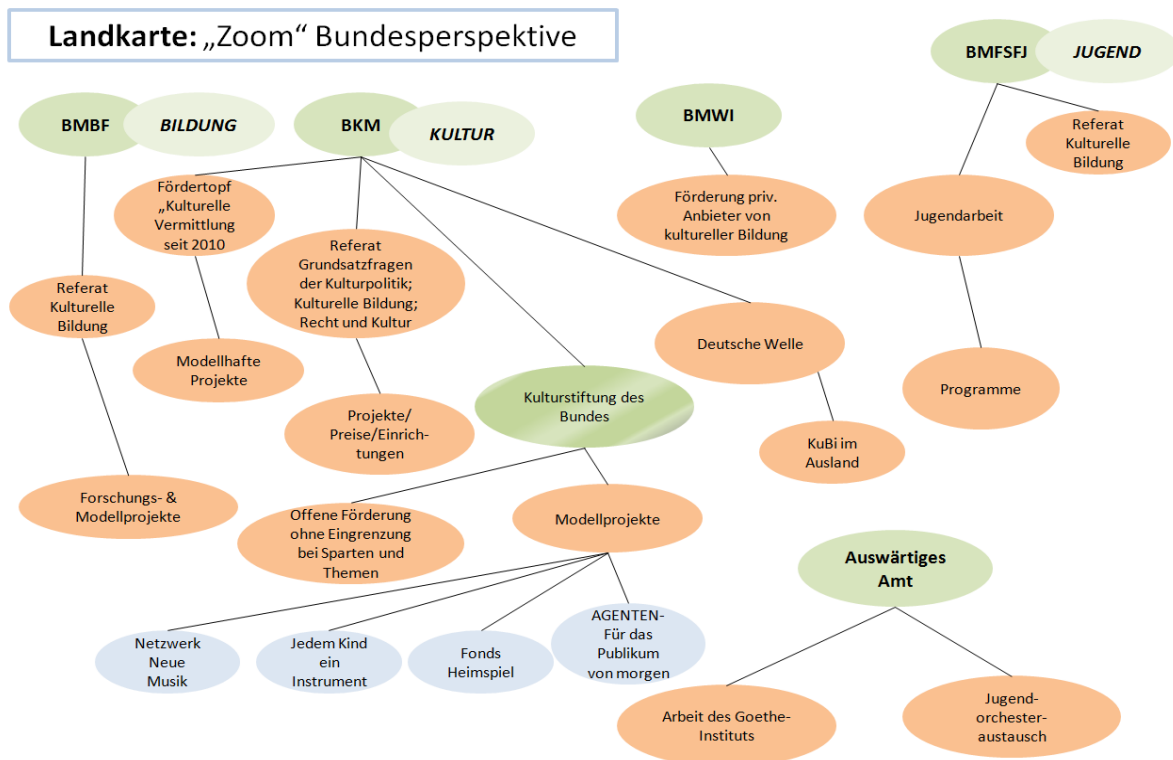 Landkarte: „Zoom“ Bundesperspektive
BMFSFJ
JUGEND
BMBF
BILDUNG
BKM
KULTUR
BMWI
Referat
Kulturelle
Bildung
Fördertopf
„Kulturelle
Vermittlung
seit 2010
Förderung priv.
Anbieter von
kultureller Bildung
Jugendarbeit
Referat
Grundsatzfragen
der Kulturpolitik;
Kulturelle Bildung;
Recht und Kultur
Referat
Kulturelle
Bildung
Deutsche Welle
Modellhafte
Projekte
Kulturstiftung des
Bundes
Programme
Projekte/
Preise/Einrich-
tungen
KuBi im
Ausland
Forschungs- &
Modellprojekte
Offene Förderung
ohne Eingrenzung
bei Sparten und
Themen
Modellprojekte
Auswärtiges
Amt
Netzwerk
Neue
Musik
Jedem Kind
ein
Instrument
Fonds
Heimspiel
AGENTEN-
Für das
Publikum
von morgen
Arbeit des Goethe-
Instituts
Jugend-
orchester-
austausch